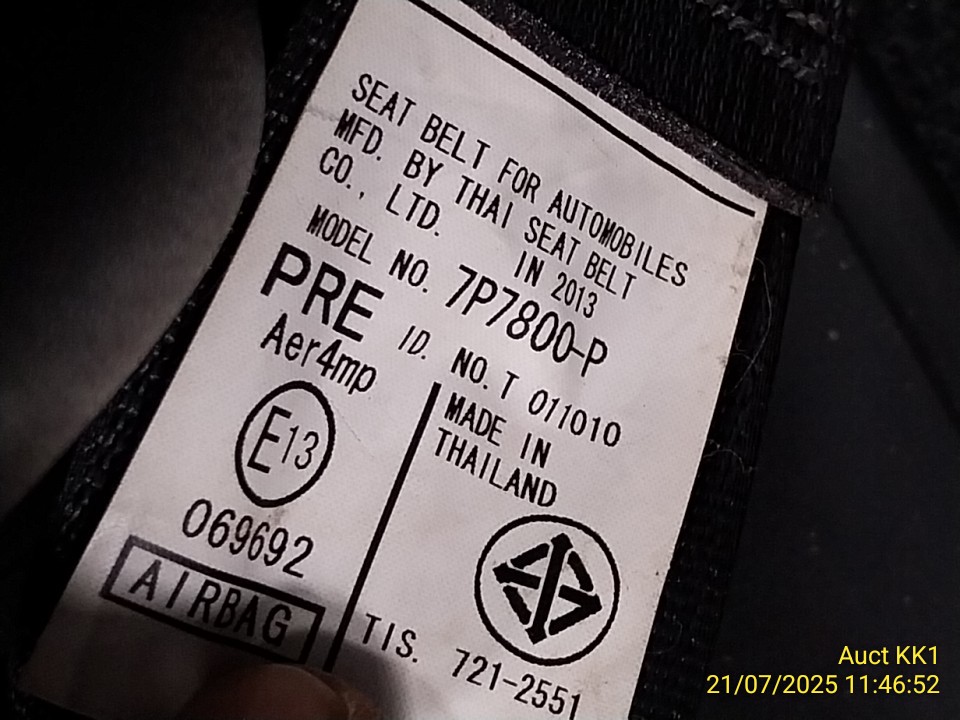 SEAT BELT FOR AUTOMOBILES
MFD. BY THAI SEAT BELT
CO., LTD. IN 2013
MODEL NO. 7P7800-P
PRE ID. NO. T 011010
Aer4mp
MADE IN
THAILAND
E13
069692
AIRBAG
TIS. 721-2551
Auct KK1
21/07/2025 11:46:52